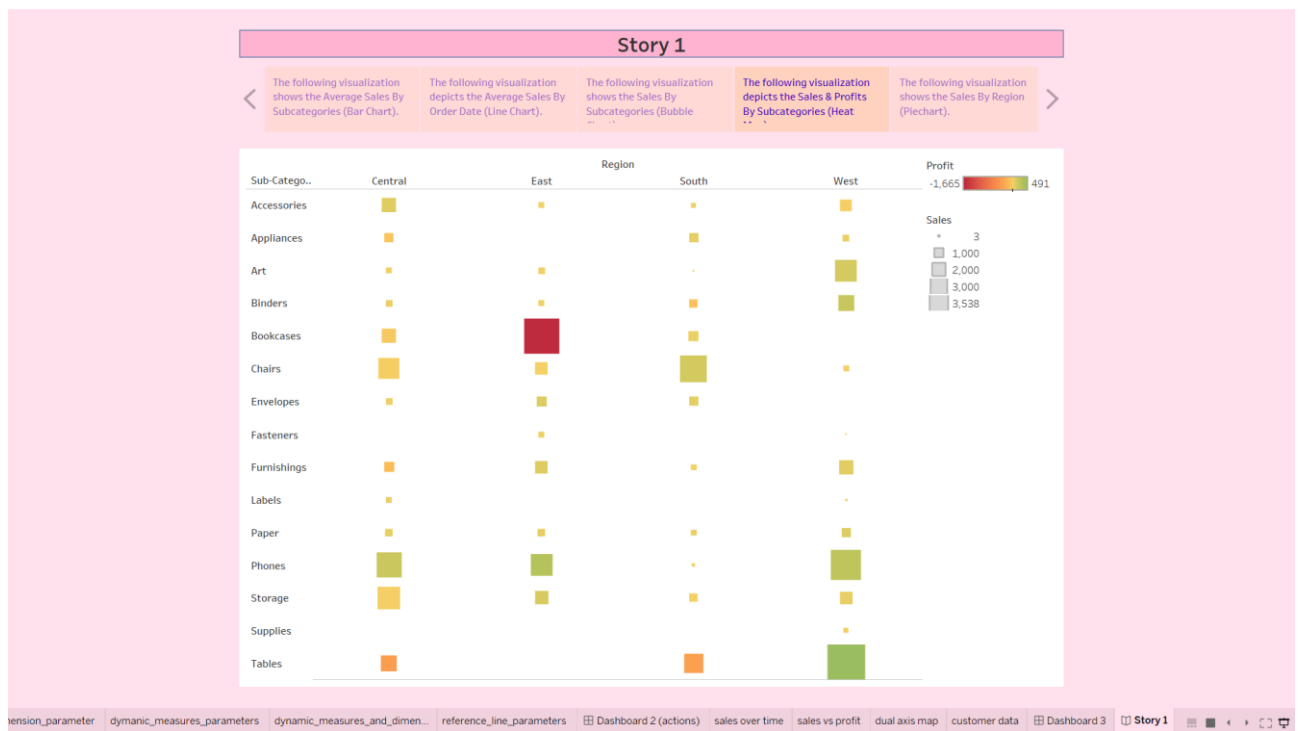 Story 1
The following visualization
shows the Average Sales By
Subcategories (Bar Chart).
The following visualization
depicts the Average Sales By
Order Date (Line Chart).
The following visualization
shows the Sales By
Subcategories (Bubble
The following visualization
depicts the Sales & Profits
By Subcategories (Heat
The following visualization
shows the Sales By Region
(Piechart).
Region
Sub-Catego.. Central East South West
Accessories
Appliances
Art
Binders
Bookcases
Chairs
Envelopes
Fasteners
Furnishings
Labels
Paper
Phones
Storage
Supplies
Tables
Profit
-1,665 491
Sales
3
1,000
2,000
3,000
3,538
nension_parameter dymanic_measures_parameters dynamic_measures_and_dimen... reference_line_parameters Dashboard 2 (actions) sales over time sales vs profit dual axis map customer data Dashboard 3 Story 1